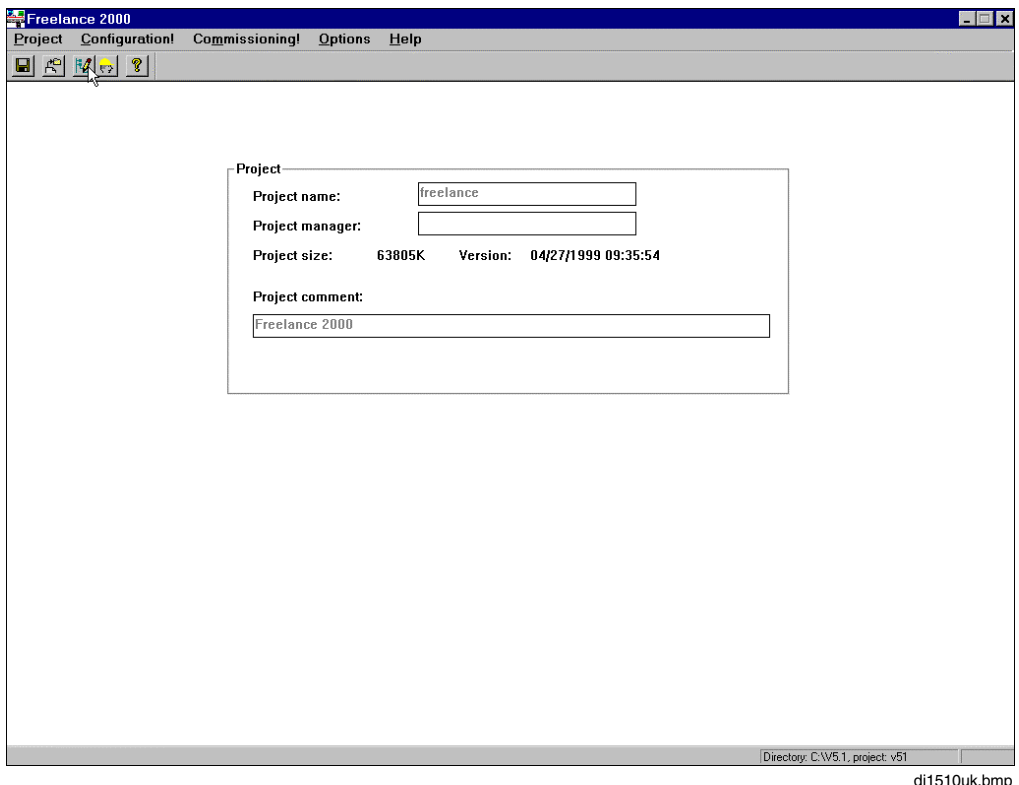 Freelance 2000
Project Configuration! Commissioning! Options Help
Project
Project name: freelance
Project manager:
Project size: 63805K Version: 04/27/1999 09:35:54
Project comment:
Freelance 2000
Directory: C:\V5.1, project: v51
di1510uk.bmp